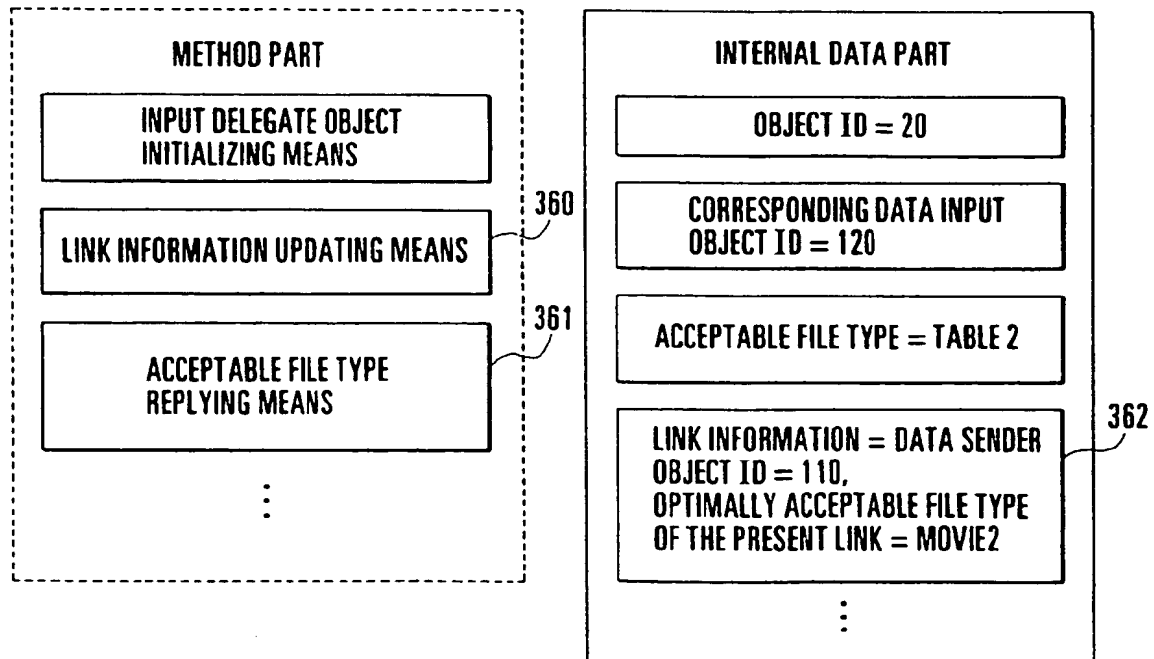 METHOD PART
INPUT DELEGATE OBJECT
INITIALIZING MEANS
360
LINK INFORMATION UPDATING MEANS
361
ACCEPTABLE FILE TYPE
REPLYING MEANS
INTERNAL DATA PART
OBJECT ID = 20
CORRESPONDING DATA INPUT
OBJECT ID = 120
ACCEPTABLE FILE TYPE = TABLE 2
362
LINK INFORMATION = DATA SENDER
OBJECT ID = 110,
OPTIMALLY ACCEPTABLE FILE TYPE
OF THE PRESENT LINK = MOVIE2